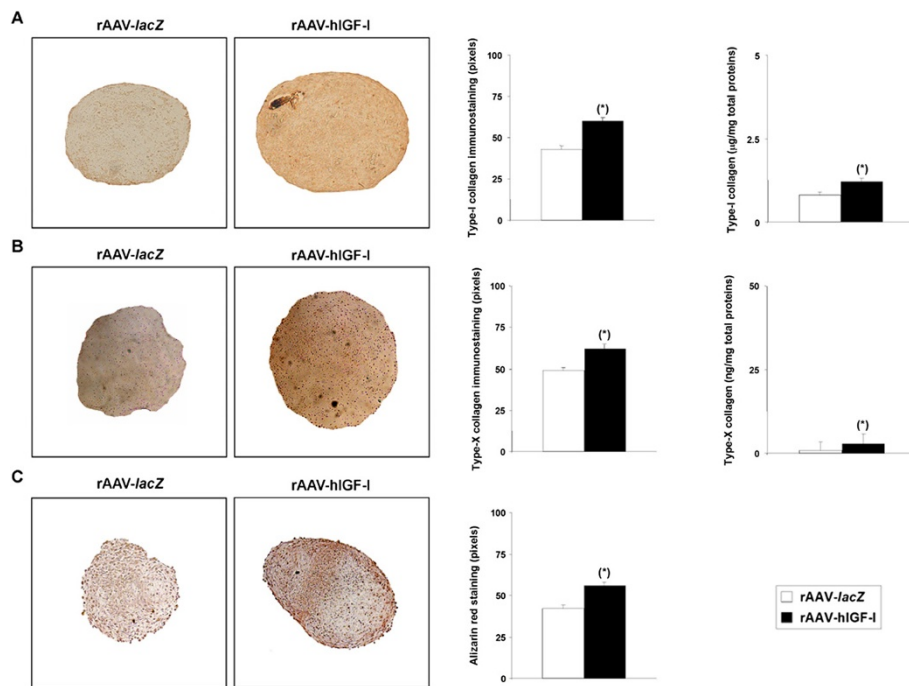 A
rAAV-lacZ
rAAV-hIGF-I
Type-I collagen immunostaining (pixels)
100
75
50
25
0
(*)
Type-I collagen (µg/mg total proteins)
5
2.5
0
(*)
B
rAAV-lacZ
rAAV-hIGF-I
Type-X collagen immunostaining (pixels)
100
75
50
25
0
(*)
Type-X collagen (ng/mg total proteins)
50
25
0
(*)
C
rAAV-lacZ
rAAV-hIGF-I
Alizarin red staining (pixels)
100
75
50
25
0
(*)
rAAV-lacZ
rAAV-hIGF-I